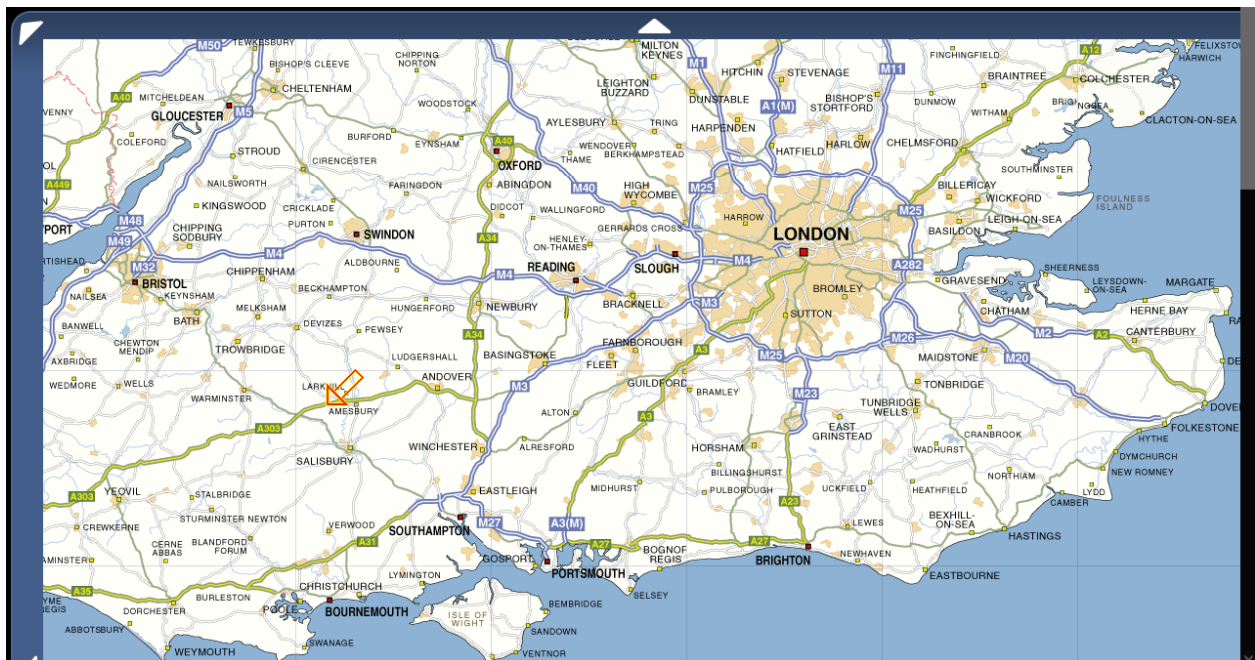 M50
TEWKESBURY
BISHOP'S CLEEVE
CHIPPING
NORTON
MILTON
KEYNES
M1
HITCHIN
STEVENAGE
M11
FINCHINGFIELD
A12
FELIXSTOW
HARWICH
BRAINTREE
COLCHESTER
A40
MITCHELDEAN
CHELTENHAM
LEIGHTON
BUZZARD
DUNSTABLE
A1(M)
BISHOP'S
STORTFORD
DUNMOW
WITHAM
CLACTON-ON-SEA
VENNY
GLOUCESTER
M5
WOODSTOCK
AYLESBURY
TRING
HARPENDEN
COLEFORD
BURFORD
EYNSHAM
A40
OXFORD
WENDOVER
BERKHAMPSTEAD
HATFIELD
HARLOW
CHELMSFORD
STROUD
CIRENCESTER
THAME
SOUTHMINSTER
A449
NAILSWORTH
FARINGDON
ABINGDON
M40
HIGH
WYCOMBE
M25
BILLERICAY
WICKFORD
FOULNESS
ISLAND
KINGSWOOD
CRICKLADE
DIDCOT
WALLINGFORD
HARROW
M25
LEIGH-ON-SEA
M48
PORT
CHIPPING
SODBURY
PURTON
SWINDON
A34
HENLEY-
ON-THAMES
GERRARDS CROSS
LONDON
BASILDON
M49
M4
M32
RTISHEAD
CHIPPENHAM
ALDBOURNE
READING
SLOUGH
M4
A282
SHEERNESS
BRISTOL
M4
GRAVESEND
LEYSDOWN-
ON-SEA
MARGATE
NAILSEA
KEYNSHAM
BECKHAMPTON
HUNGERFORD
NEWBURY
BRACKNELL
M3
BROMLEY
BATH
MELKSHAM
SUTTON
CHATHAM
HERNE BAY
BANWELL
DEVIZES
PEWSEY
A34
M26
M2
A2
CANTERBURY
CHEWTON
MENDIP
TROWBRIDGE
LUDGERSHALL
BASINGSTOKE
FARNBOROUGH
A3
M25
M20
MAIDSTONE
AXBRIDGE
FLEET
WEDMORE
WELLS
WARMINSTER
ANDOVER
M3
GUILDFORD
BRAMLEY
M23
TONBRIDGE
AMESBURY
ALTON
A3
TUNBRIDGE
WELLS
DOVE
A303
EAST
GRINSTEAD
CRANBROOK
FOLKESTONE
HYTHE
WINCHESTER
ALRESFORD
HORSHAM
WADHURST
DYMCHURCH
SALISBURY
BILLINGSHURST
NORTHIAM
NEW ROMNEY
A303
YEOVIL
STALBRIDGE
EASTLEIGH
MIDHURST
PULBOROUGH
UCKFIELD
HEATHFIELD
LYDD
CAMBER
A23
CREWKERNE
STURMINSTER NEWTON
VERWOOD
SOUTHAMPTON
M27
A3(M)
LEWES
BEXHILL-
ON-SEA
HASTINGS
CERNE
ABBAS
BLANDFORD
FORUM
A31
A27
A27
AMINSTER
GOSPORT
PORTSMOUTH
BOGNOR
REGIS
BRIGHTON
NEWHAVEN
EASTBOURNE
A35
BURLESTON
CHRISTCHURCH
LYMINGTON
SELSEY
YME
REGIS
DORCHESTER
POOLE
BOURNEMOUTH
ISLE OF
WIGHT
BEMBRIDGE
ABBOTSBURY
SANDOWN
WEYMOUTH
SWANAGE
VENTNOR